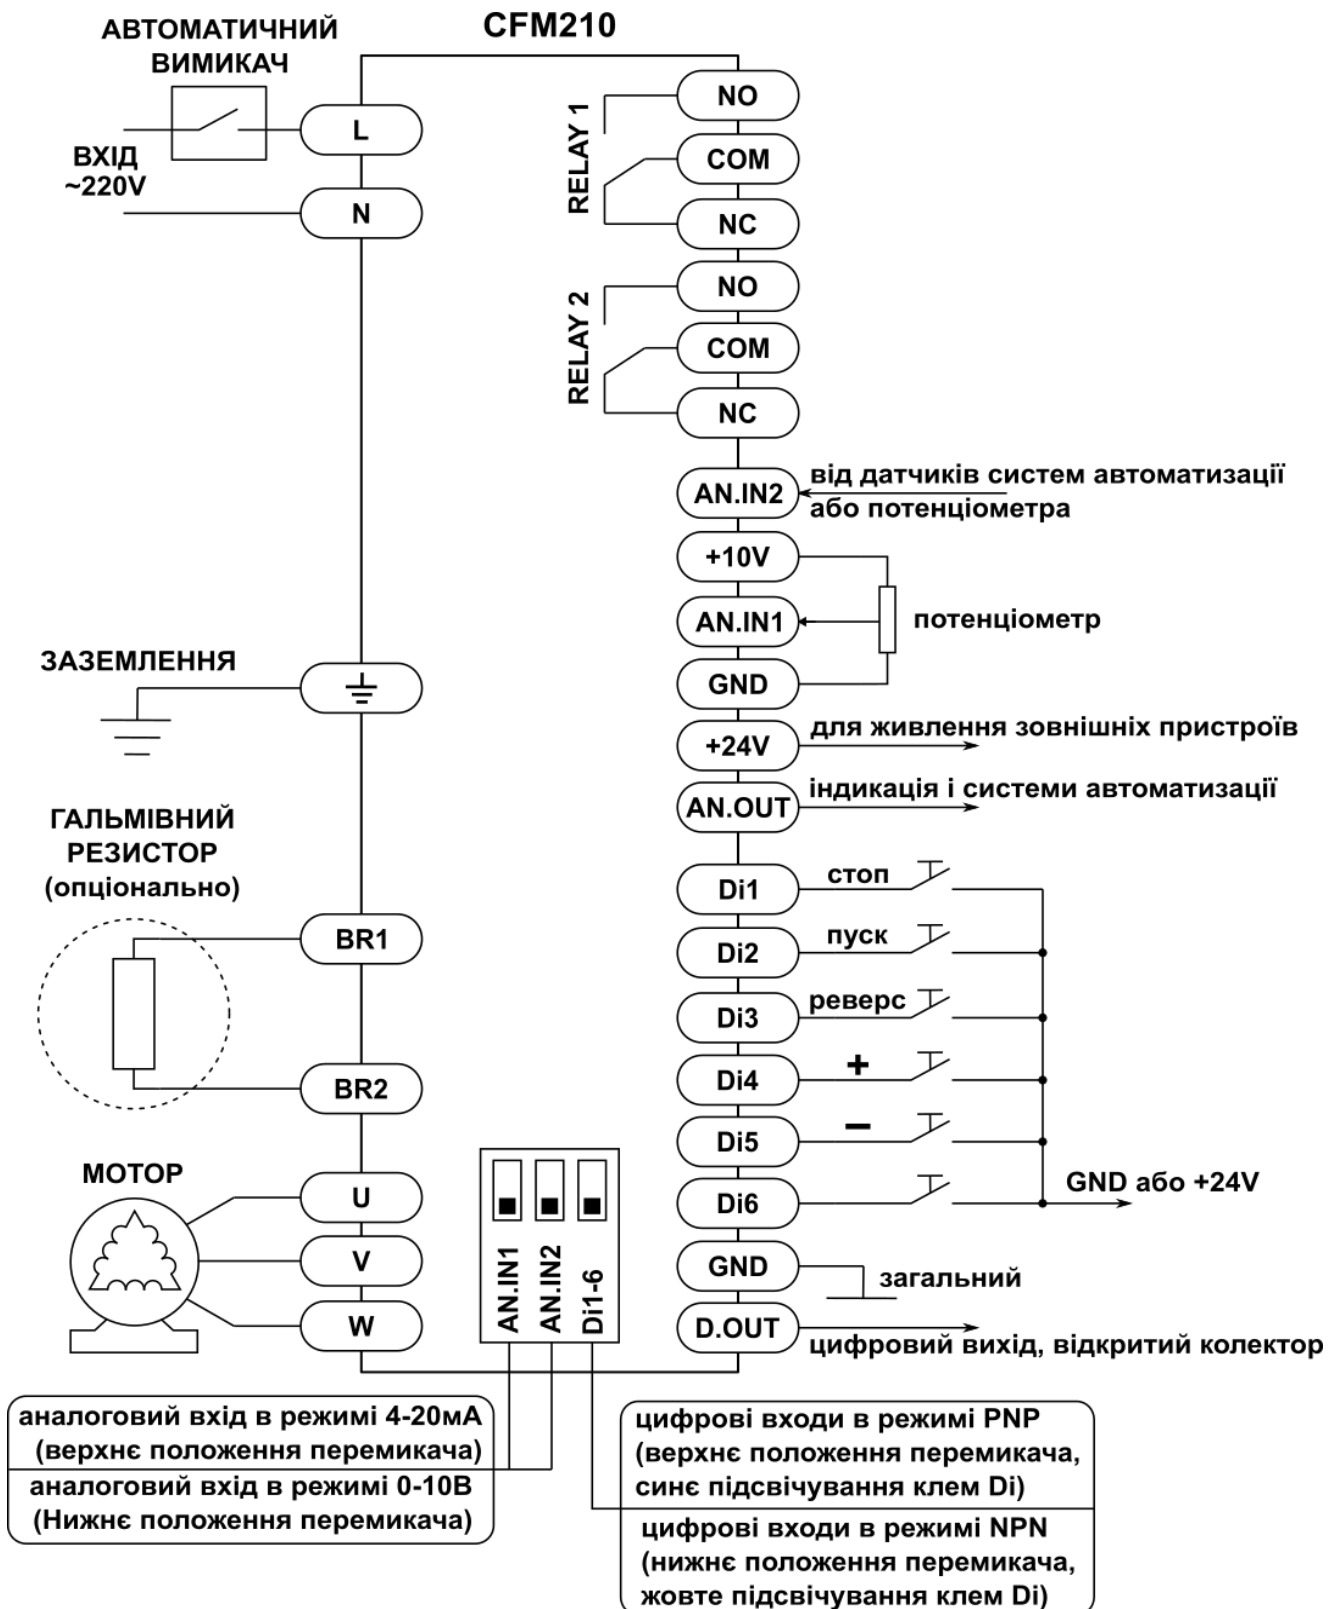 CFM210
АВТОМАТИЧНИЙ
ВИМИКАЧ
L
ВХІД
~220V
N
ЗАЗЕМЛЕННЯ
ГАЛЬМІВНИЙ
РЕЗИСТОР
(опціонально)
BR1
BR2
МОТОР
U
V
W
RELAY 1
NO
COM
NC
RELAY 2
NO
COM
NC
AN.IN2
від датчиків систем автоматизації
або потенціометра
+10V
AN.IN1
потенціометр
GND
+24V
для живлення зовнішніх пристроїв
AN.OUT
індикація і системи автоматизації
Di1
стоп
Di2
пуск
Di3
реверс
Di4
+
Di5
−
Di6
GND або +24V
GND
загальний
D.OUT
цифровий вихід, відкритий колектор
AN.IN1
AN.IN2
Di1-6
аналоговий вхід в режимі 4-20мА
(верхнє положення перемикача)
аналоговий вхід в режимі 0-10В
(Нижнє положення перемикача)
цифрові входи в режимі PNP
(верхнє положення перемикача,
синє підсвічування клем Di)
цифрові входи в режимі NPN
(нижнє положення перемикача,
жовте підсвічування клем Di)